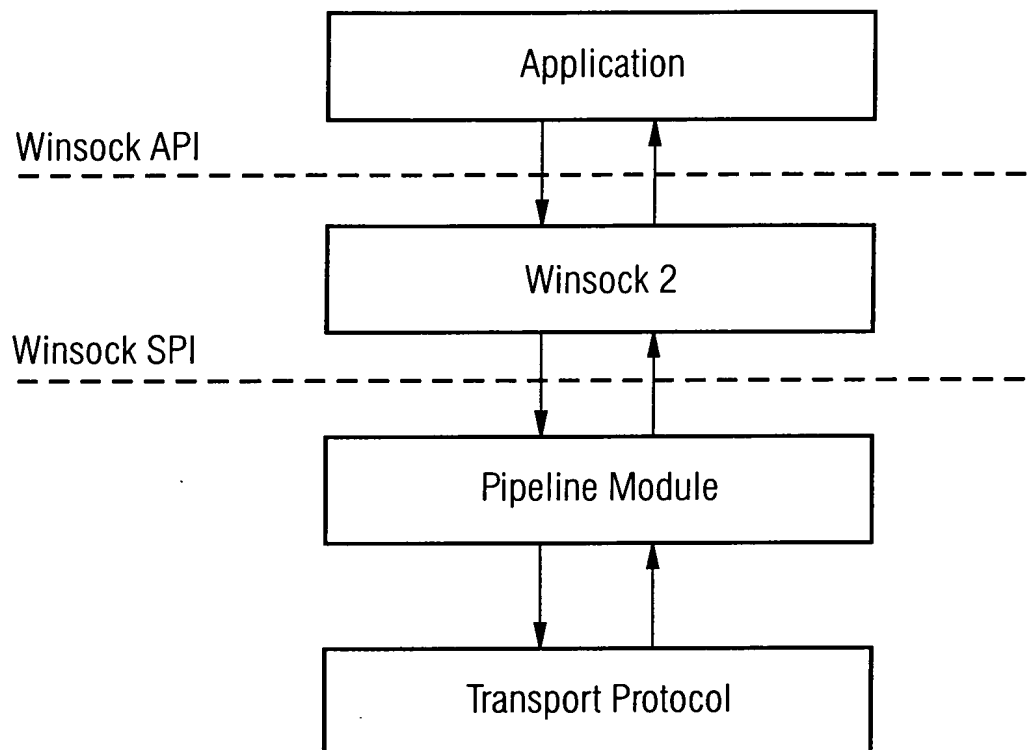 Application
Winsock API
Winsock 2
Winsock SPI
Pipeline Module
Transport Protocol